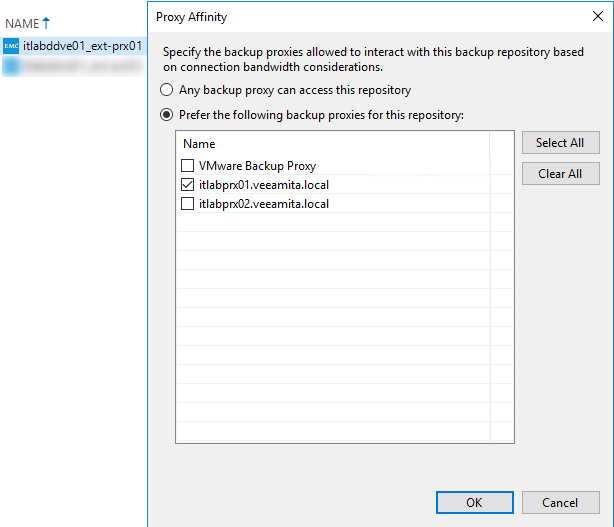 NAME
EMC itlabddve01_ext-prx01
Proxy Affinity
Specify the backup proxies allowed to interact with this backup repository based
on connection bandwidth considerations.
Any backup proxy can access this repository
Prefer the following backup proxies for this repository:
Name
VMware Backup Proxy
itlabprx01.veeamita.local
itlabprx02.veeamita.local
Select All
Clear All
OK
Cancel